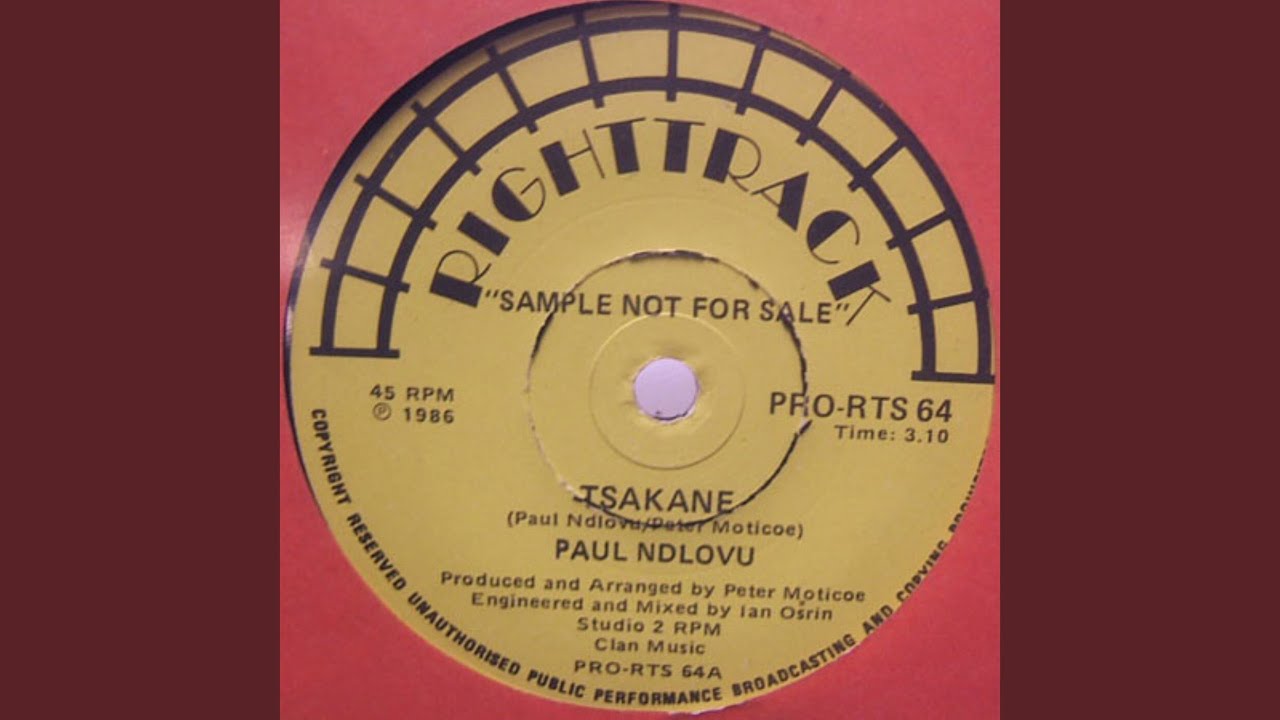 RIGHTTRACK
"SAMPLE NOT FOR SALE"
45 RPM
℗ 1986
PRO-RTS 64
Time: 3.10
TSAKANE
(Paul Ndlovu/Peter Moticoe)
PAUL NDLOVU
Produced and Arranged by Peter Moticoe
Engineered and Mixed by Ian Osrin
Studio 2 RPM
Clan Music
PRO-RTS 64A
COPYRIGHT RESERVED UNAUTHORISED PUBLIC PERFORMANCE BROADCASTING AND COPYING